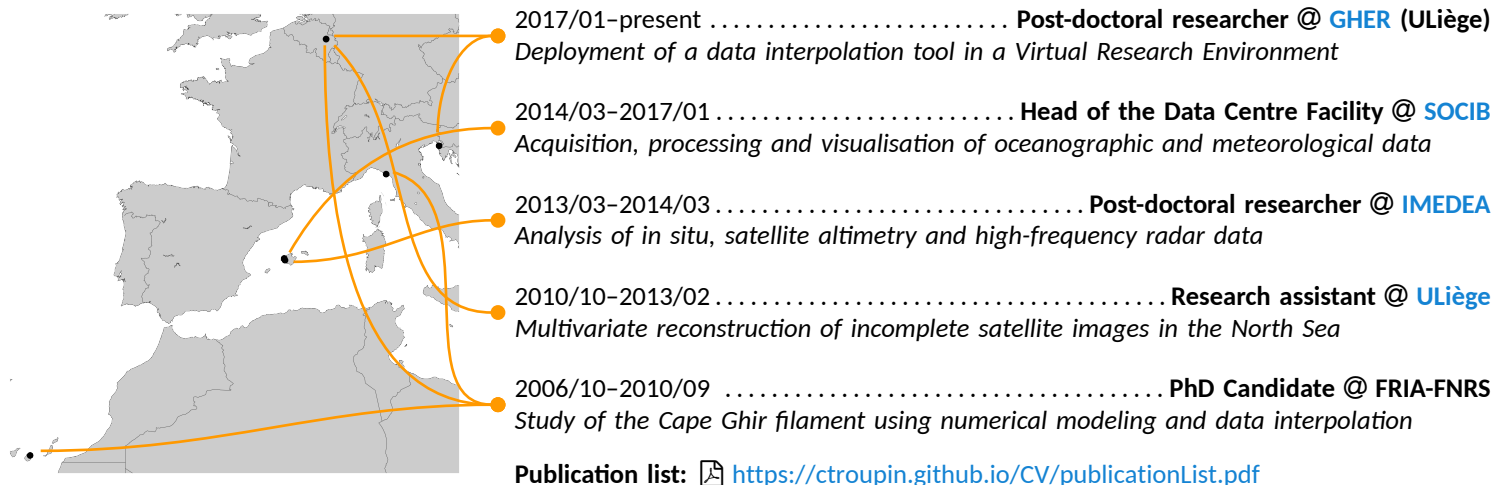 2017/01–present . . . . . . . . . . . . . . . . . . . . . . . . . . . . Post-doctoral researcher @ GHER (ULiège)
Deployment of a data interpolation tool in a Virtual Research Environment
2014/03–2017/01 . . . . . . . . . . . . . . . . . . . . . . . . . . . . Head of the Data Centre Facility @ SOCIB
Acquisition, processing and visualisation of oceanographic and meteorological data
2013/03–2014/03 . . . . . . . . . . . . . . . . . . . . . . . . . . . . . . . . . . . Post-doctoral researcher @ IMEDEA
Analysis of in situ, satellite altimetry and high-frequency radar data
2010/10–2013/02 . . . . . . . . . . . . . . . . . . . . . . . . . . . . . . . . . . . . . . . . . . Research assistant @ ULiège
Multivariate reconstruction of incomplete satellite images in the North Sea
2006/10–2010/09 . . . . . . . . . . . . . . . . . . . . . . . . . . . . . . . . . . . . . . . . . PhD Candidate @ FRIA-FNRS
Study of the Cape Ghir filament using numerical modeling and data interpolation
Publication list: https://ctroupin.github.io/CV/publicationList.pdf